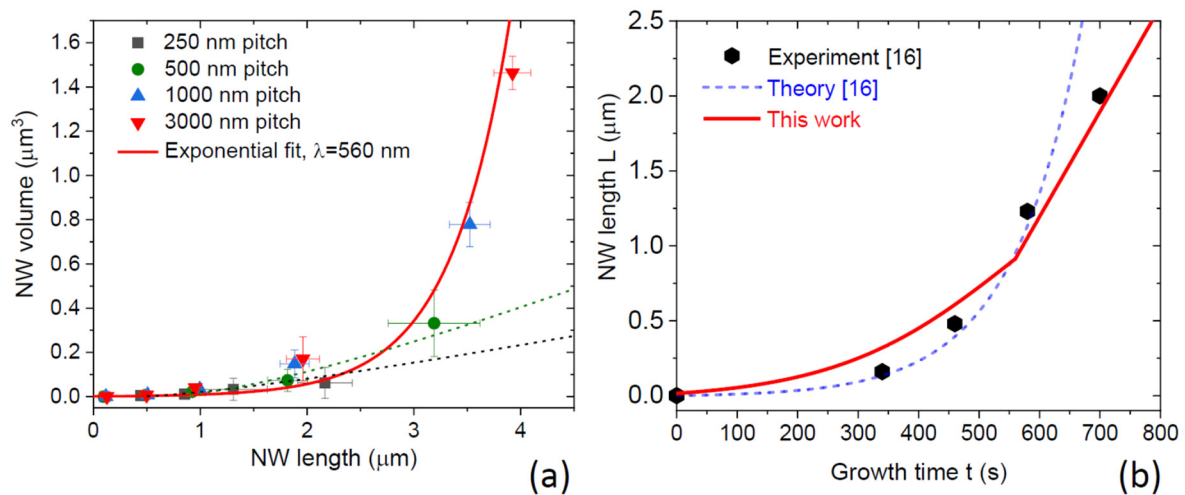 1.6
1.4
1.2
1.0
0.8
0.6
0.4
0.2
0.0
NW volume (μm³)
250 nm pitch
500 nm pitch
1000 nm pitch
3000 nm pitch
Exponential fit, λ=560 nm
0 1 2 3 4
NW length (μm)
(a)
2.5
2.0
1.5
1.0
0.5
0.0
NW length L (μm)
Experiment [16]
Theory [16]
This work
0 100 200 300 400 500 600 700 800
Growth time t (s)
(b)